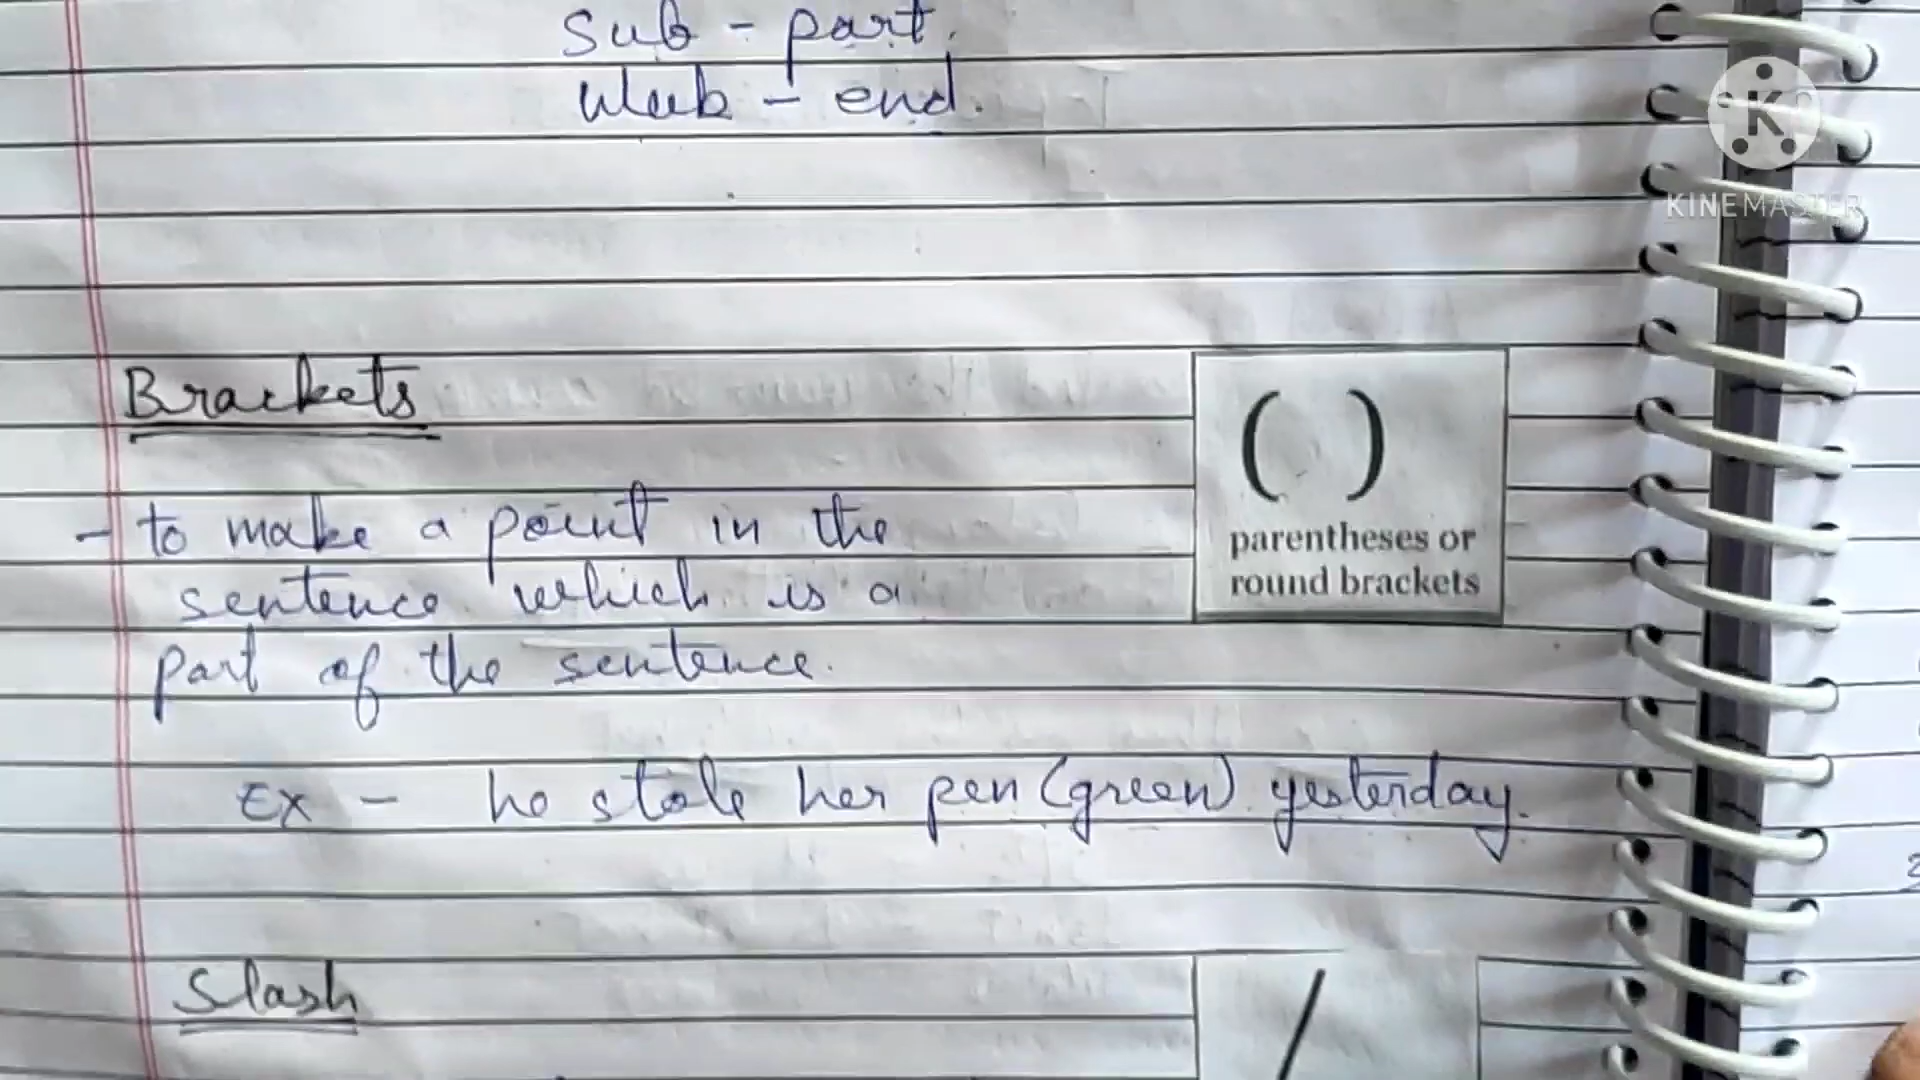 sub - part.
week - end.
KINEMASTER
Brackets
( )
parentheses or
round brackets
- to make a point in the
sentence which is a
part of the sentence.
Ex - he stole her pen (green) yesterday.
Slash
/